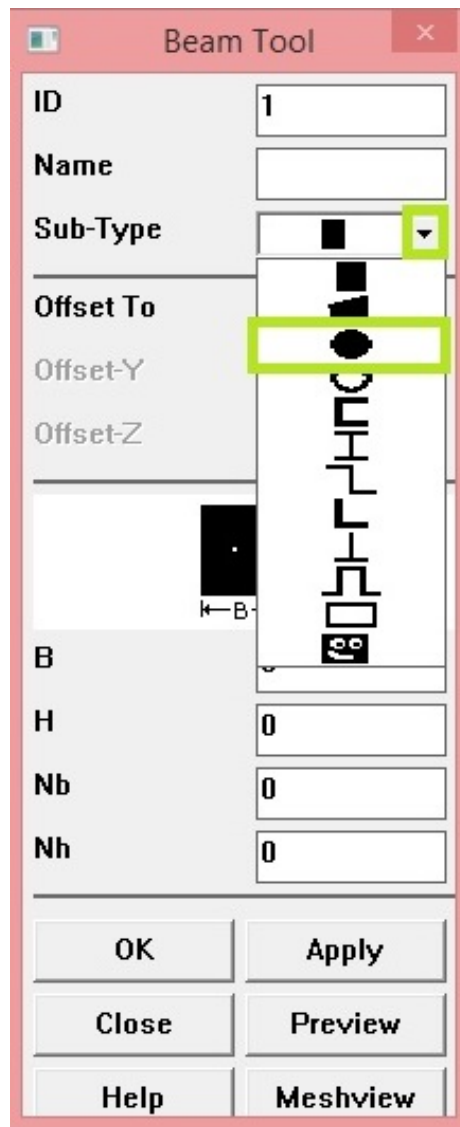 Beam Tool
ID 1
Name
Sub-Type
Offset To
Offset-Y
Offset-Z
B
B
H 0
Nb 0
Nh 0
OK Apply
Close Preview
Help Meshview